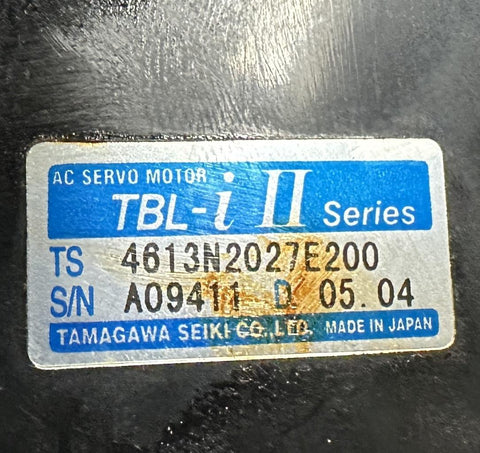 AC SERVO MOTOR
TBL-i II Series
TS 4613N2027E200
S/N A09411 D 05.04
TAMAGAWA SEIKI CO., LTD. MADE IN JAPAN